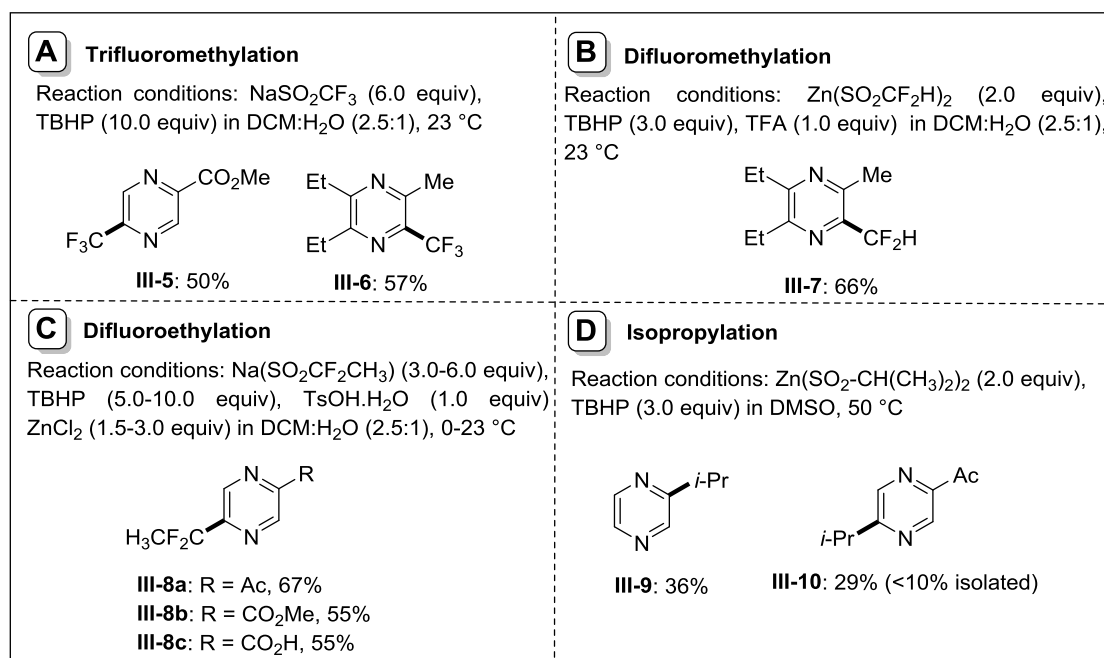 A Trifluoromethylation
Reaction conditions: NaSO2CF3 (6.0 equiv),
TBHP (10.0 equiv) in DCM:H2O (2.5:1), 23 °C
N
CO2Me
F3C
N
III-5: 50%
Et
N
Me
Et
N
CF3
III-6: 57%
B Difluoromethylation
Reaction conditions: Zn(SO2CF2H)2 (2.0 equiv),
TBHP (3.0 equiv), TFA (1.0 equiv) in DCM:H2O (2.5:1),
23 °C
Et
N
Me
Et
N
CF2H
III-7: 66%
C Difluoroethylation
Reaction conditions: Na(SO2CF2CH3) (3.0-6.0 equiv),
TBHP (5.0-10.0 equiv), TsOH.H2O (1.0 equiv)
ZnCl2 (1.5-3.0 equiv) in DCM:H2O (2.5:1), 0-23 °C
N
R
H3CF2C
N
III-8a: R = Ac, 67%
III-8b: R = CO2Me, 55%
III-8c: R = CO2H, 55%
D Isopropylation
Reaction conditions: Zn(SO2-CH(CH3)2)2 (2.0 equiv),
TBHP (3.0 equiv) in DMSO, 50 °C
N
i-Pr
N
III-9: 36%
N
Ac
i-Pr
N
III-10: 29% (<10% isolated)